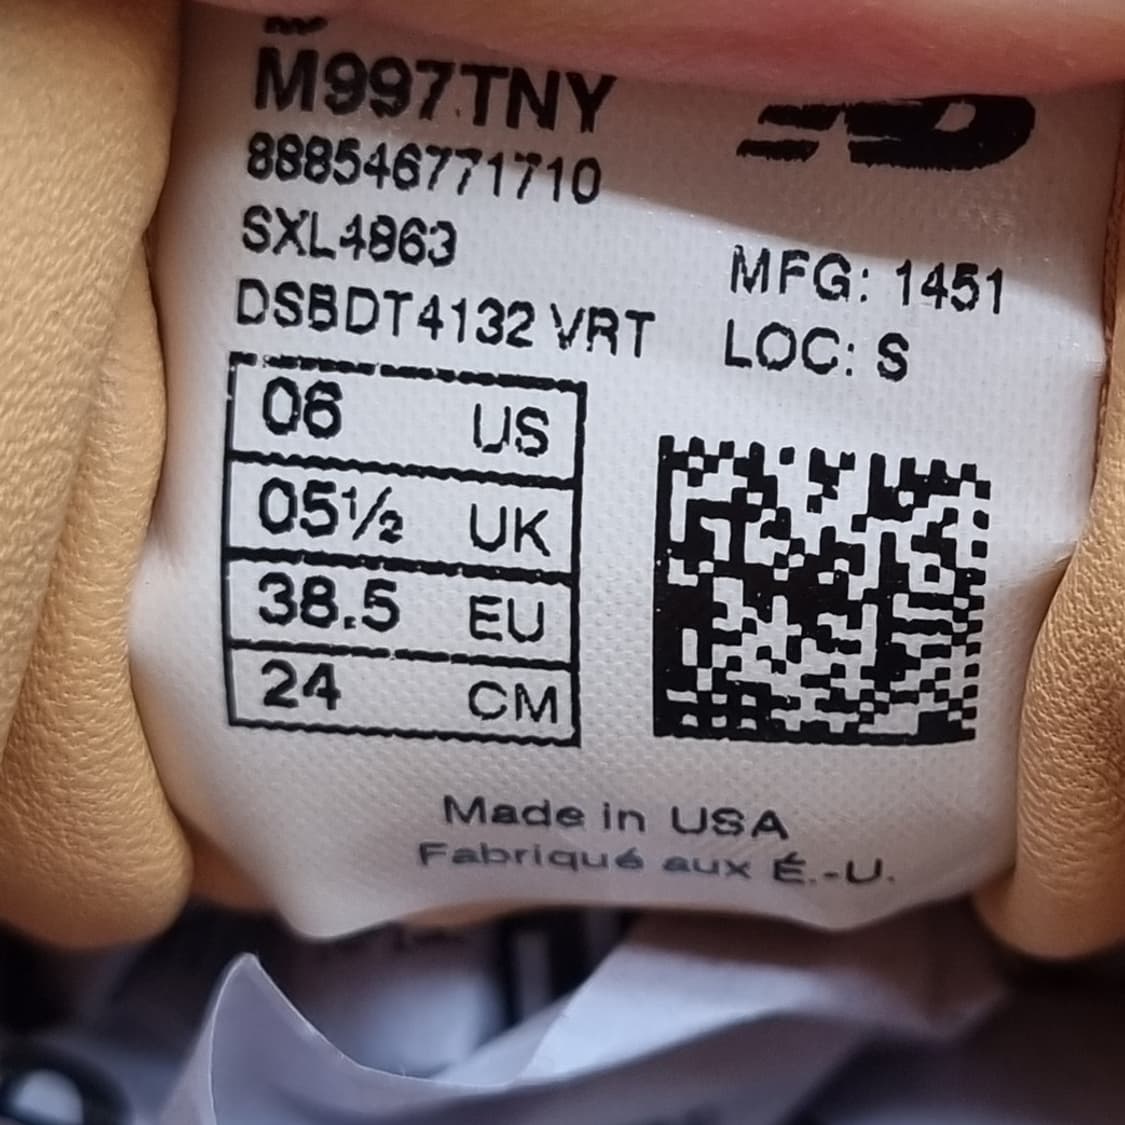 M997TNY
888546771710
SXL4863
MFG: 1451
DSBDT4132 VRT
LOC: S
06 US
05½ UK
38.5 EU
24 CM
Made in USA
Fabriqué aux É.-U.